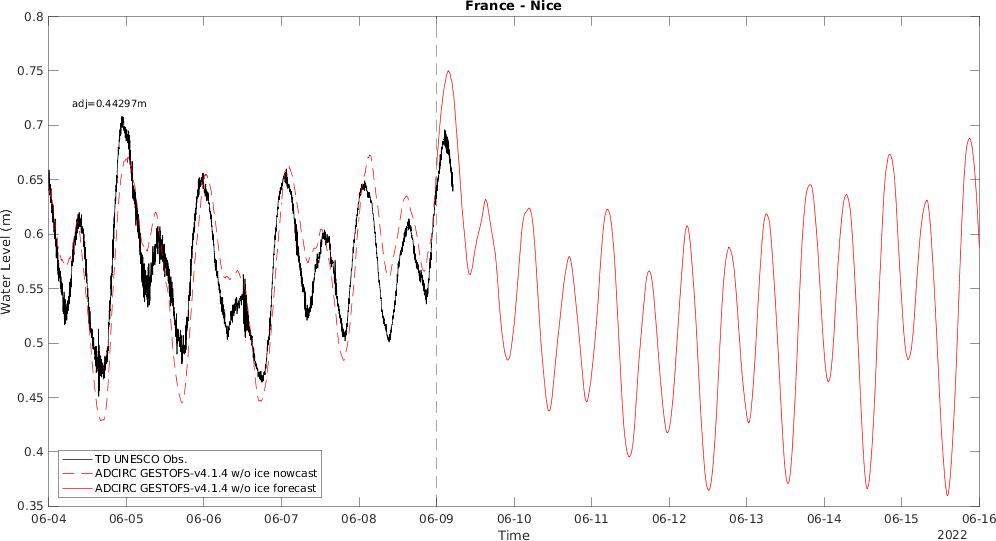 France - Nice
0.8
0.75
0.7
0.65
0.6
0.55
0.5
0.45
0.4
0.35
Water Level (m)
adj=0.44297m
TD UNESCO Obs.
ADCIRC GESTOFS-v4.1.4 w/o ice nowcast
ADCIRC GESTOFS-v4.1.4 w/o ice forecast
06-04 06-05 06-06 06-07 06-08 06-09 06-10 06-11 06-12 06-13 06-14 06-15 06-16
Time
2022